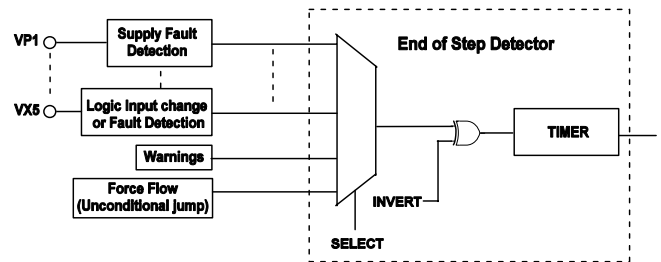 VP1
Supply Fault
Detection
End of Step Detector
VX5
Logic Input change
or Fault Detection
TIMER
Warnings
Force Flow
(Unconditional jump)
INVERT
SELECT